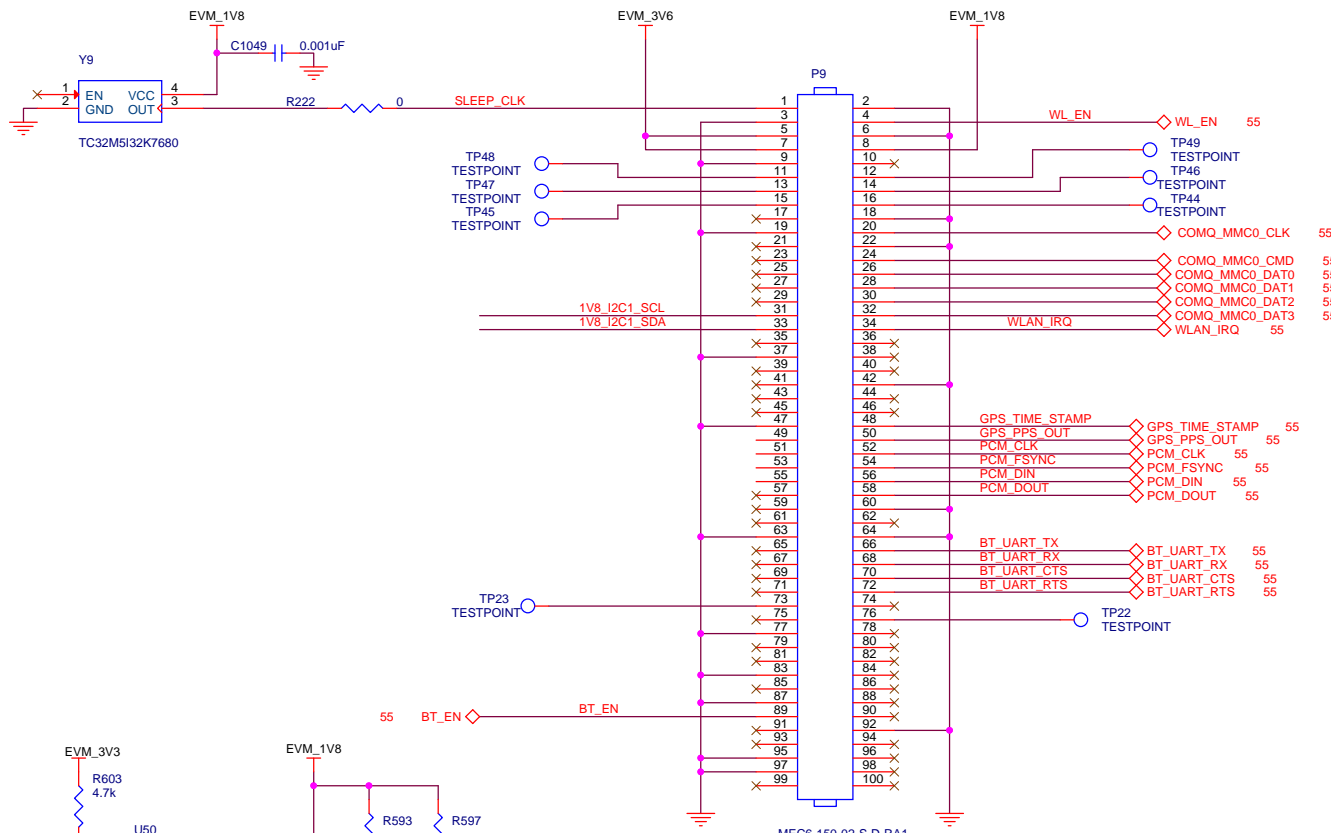 EVM_1V8
EVM_3V6
EVM_1V8
C1049 0.001uF
Y9
P9
1 EN VCC 4
2 GND OUT 3
R222 0 SLEEP_CLK
TC32M5I32K7680
1 2
3 4 WL_EN WL_EN 55
5 6
7 8
TP48
TESTPOINT
9 10
TP49
TESTPOINT
11 12
TP47
TESTPOINT
13 14
TP46
TESTPOINT
15 16
TP45
TESTPOINT
TP44
TESTPOINT
17 18
19 20 COMQ_MMC0_CLK 55
21 22
23 24 COMQ_MMC0_CMD 55
25 26 COMQ_MMC0_DAT0 55
27 28 COMQ_MMC0_DAT1 55
29 30 COMQ_MMC0_DAT2 55
1V8_I2C1_SCL 31 32 COMQ_MMC0_DAT3 55
1V8_I2C1_SDA 33 34 WLAN_IRQ WLAN_IRQ 55
35 36
37 38
39 40
41 42
43 44
45 46
47 48 GPS_TIME_STAMP GPS_TIME_STAMP 55
49 50 GPS_PPS_OUT GPS_PPS_OUT 55
51 52 PCM_CLK PCM_CLK 55
53 54 PCM_FSYNC PCM_FSYNC 55
55 56 PCM_DIN PCM_DIN 55
57 58 PCM_DOUT PCM_DOUT 55
59 60
61 62
63 64
65 66 BT_UART_TX BT_UART_TX 55
67 68 BT_UART_RX BT_UART_RX 55
69 70 BT_UART_CTS BT_UART_CTS 55
71 72 BT_UART_RTS BT_UART_RTS 55
TP23
TESTPOINT
73 74
75 76
TP22
TESTPOINT
77 78
79 80
81 82
83 84
85 86
87 88
55 BT_EN BT_EN 89 90
91 92
93 94
95 96
97 98
99 100
EVM_3V3
EVM_1V8
R603
4.7k
R593
R597
U50